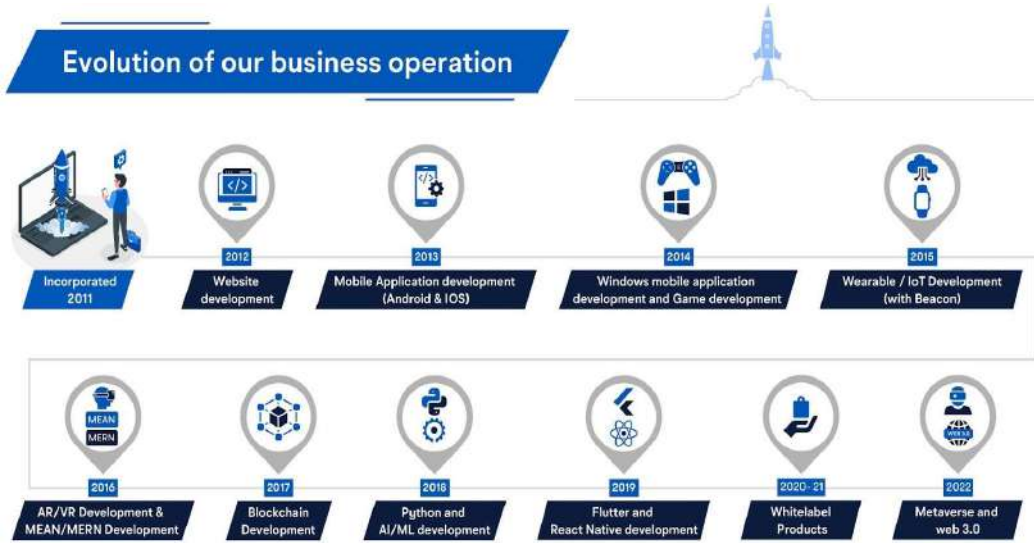 Evolution of our business operation
Incorporated
2011
</>
2012
Website
development
</>
2013
Mobile Application development
(Android & IOS)
2014
Windows mobile application
development and Game development
2015
Wearable / IoT Development
(with Beacon)
MEAN
MERN
2016
AR/VR Development &
MEAN/MERN Development
2017
Blockchain
Development
2018
Python and
AI/ML development
2019
Flutter and
React Native development
2020-21
Whitelabel
Products
WEB 3.0
2022
Metaverse and
web 3.0